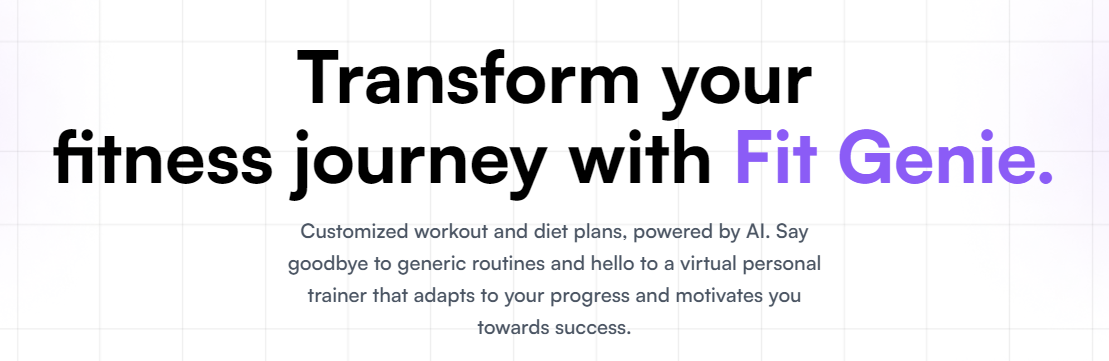 Transform your
fitness journey with Fit Genie.
Customized workout and diet plans, powered by AI. Say
goodbye to generic routines and hello to a virtual personal
trainer that adapts to your progress and motivates you
towards success.